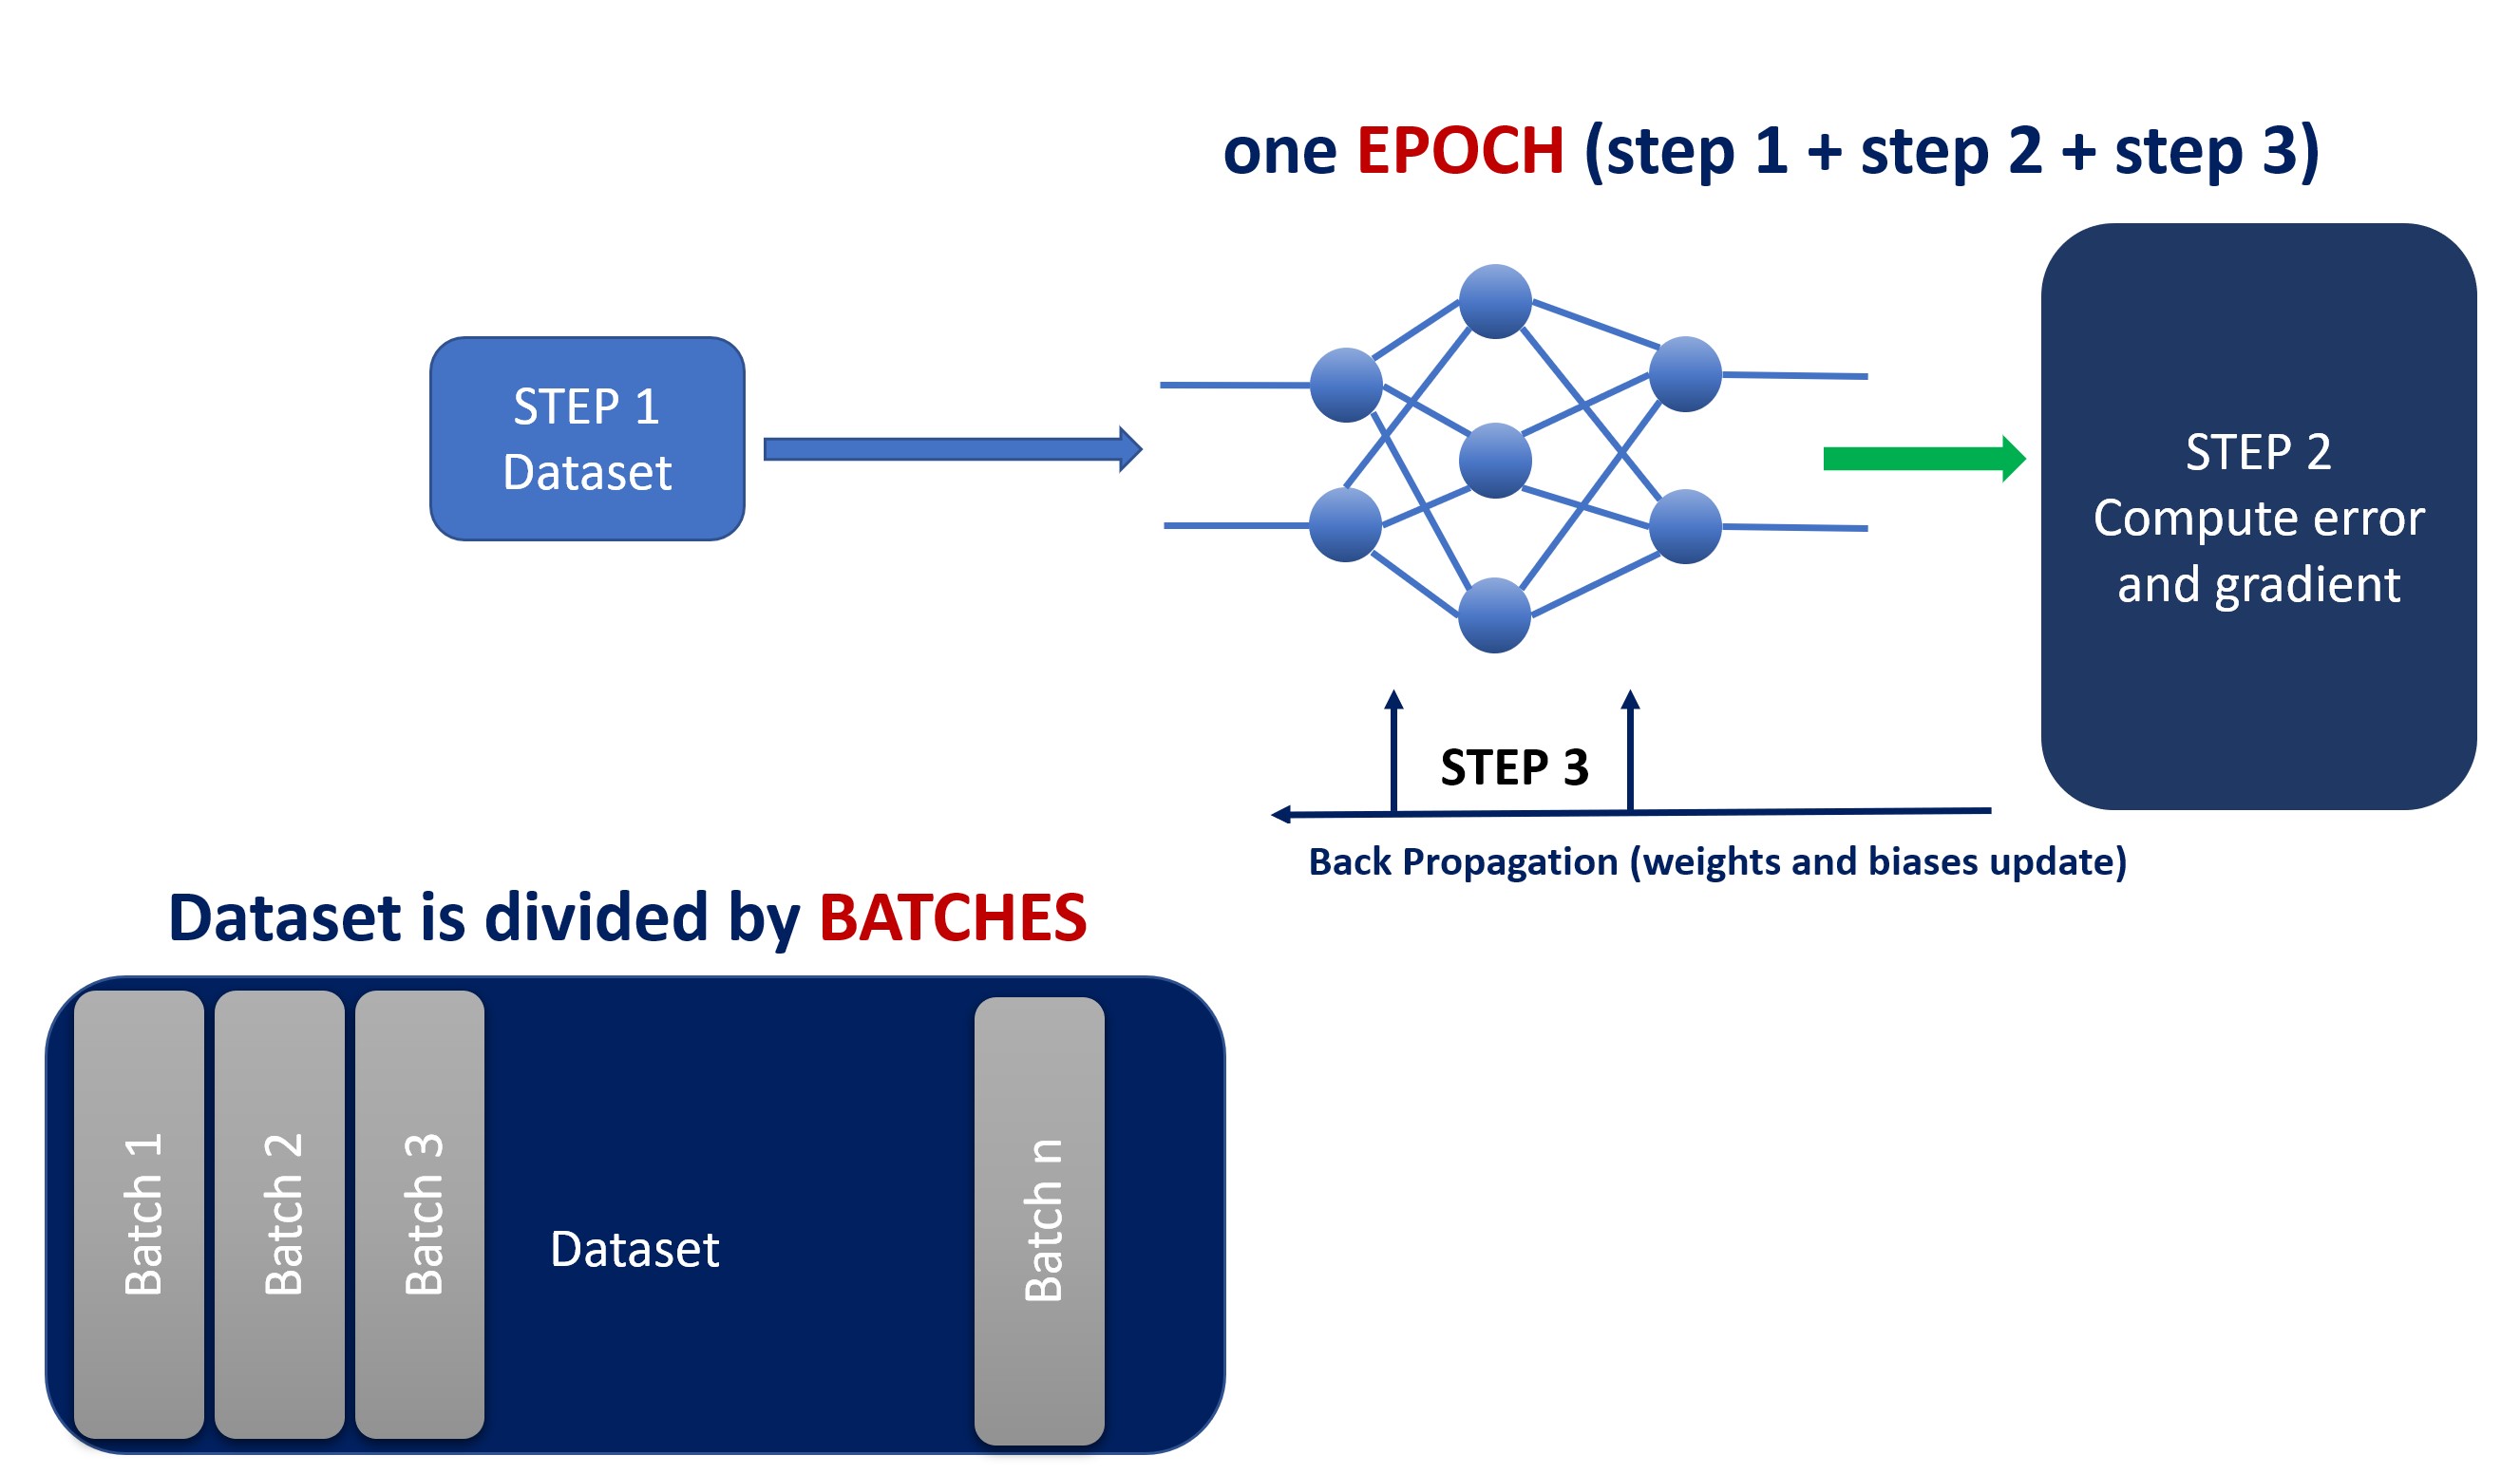 one EPOCH (step 1 + step 2 + step 3)
STEP 1
Dataset
STEP 2
Compute error
and gradient
STEP 3
Back Propagation (weights and biases update)
Dataset is divided by BATCHES
Batch 1
Batch 2
Batch 3
Dataset
Batch n